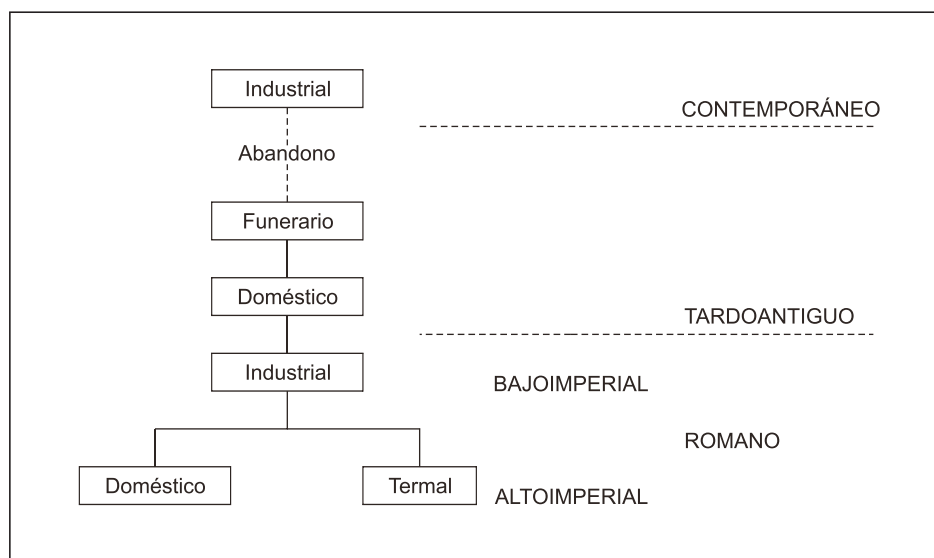 Industrial
CONTEMPORÁNEO
Abandono
Funerario
Doméstico
TARDOANTIGUO
Industrial
BAJOIMPERIAL
ROMANO
Doméstico
Termal
ALTOIMPERIAL